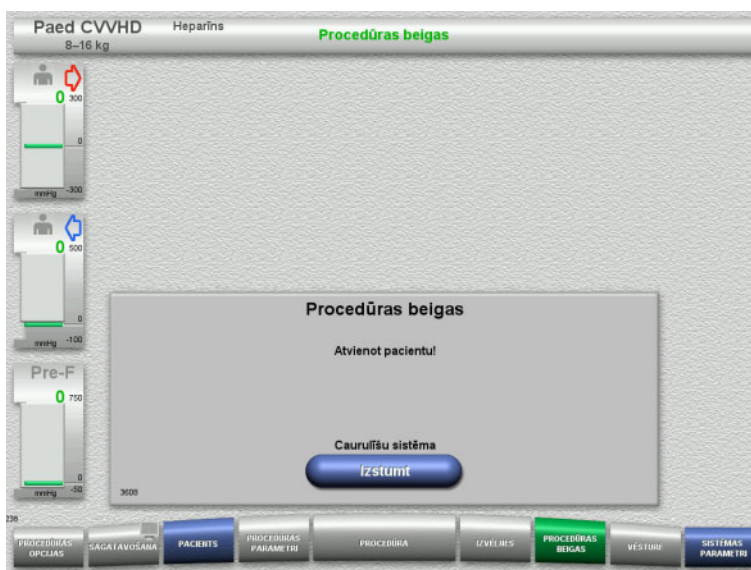 Paed CVVHD
Heparīns
Procedūras beigas
8–16 kg
0
300
0
mmHg
-300
0
500
0
mmHg
-100
Pre-F
0
750
0
mmHg
-50
Procedūras beigas
Atvienot pacientu!
Caurulīšu sistēma
Izstumt
3608
238
PROCEDŪRAS
OPCIJAS
SAGATAVOŠANA
PACIENTS
PROCEDŪRAS
PARAMETRI
PROCEDŪRA
IZVĒLNES
PROCEDŪRAS
BEIGAS
VĒSTURE
SISTĒMAS
PARAMETRI